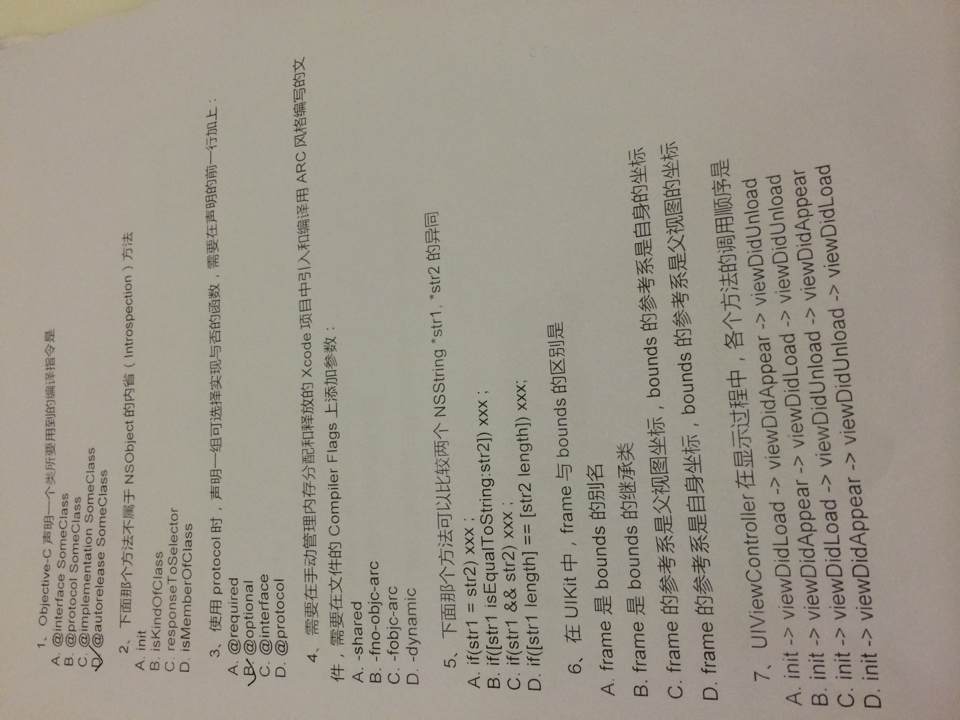 1、Objective-C 声明一个类所要用到的编译指令是
A. @interface SomeClass
B. @protocol SomeClass
C. @implementation SomeClass
D. @autorelease SomeClass
2、下面那个方法不属于 NSObject 的内省（Introspection）方法
A. init
B. isKindOfClass
C. responseToSelector
D. isMemberOfClass
3、使用 protocol 时，声明一组可选择实现与否的函数，需要在声明的前一行加上：
A. @required
B. @optional
C. @interface
D. @protocol
4、需要在手动管理内存分配和释放的 Xcode 项目中引入和编译用 ARC 风格编写的文
件，需要在文件的 Compiler Flags 上添加参数：
A. -shared
B. -fno-objc-arc
C. -fobjc-arc
D. -dynamic
5、下面那个方法可以比较两个 NSString *str1, *str2 的异同
A. if(str1 = str2) xxx ;
B. if([str1 isEqualToString:str2]) xxx ;
C. if(str1 && str2) xxx ;
D. if([str1 length] == [str2 length]) xxx;
6、在 UIKit 中，frame 与 bounds 的区别是
A. frame 是 bounds 的别名
B. frame 是 bounds 的继承类
C. frame 的参考系是父视图坐标，bounds 的参考系是自身的坐标
D. frame 的参考系是自身坐标，bounds 的参考系是父视图的坐标
7、UIViewController 在显示过程中，各个方法的调用顺序是
A. init -> viewDidLoad -> viewDidAppear -> viewDidUnload
B. init -> viewDidAppear -> viewDidLoad -> viewDidUnload
C. init -> viewDidLoad -> viewDidUnload -> viewDidAppear
D. init -> viewDidAppear -> viewDidUnload -> viewDidLoad